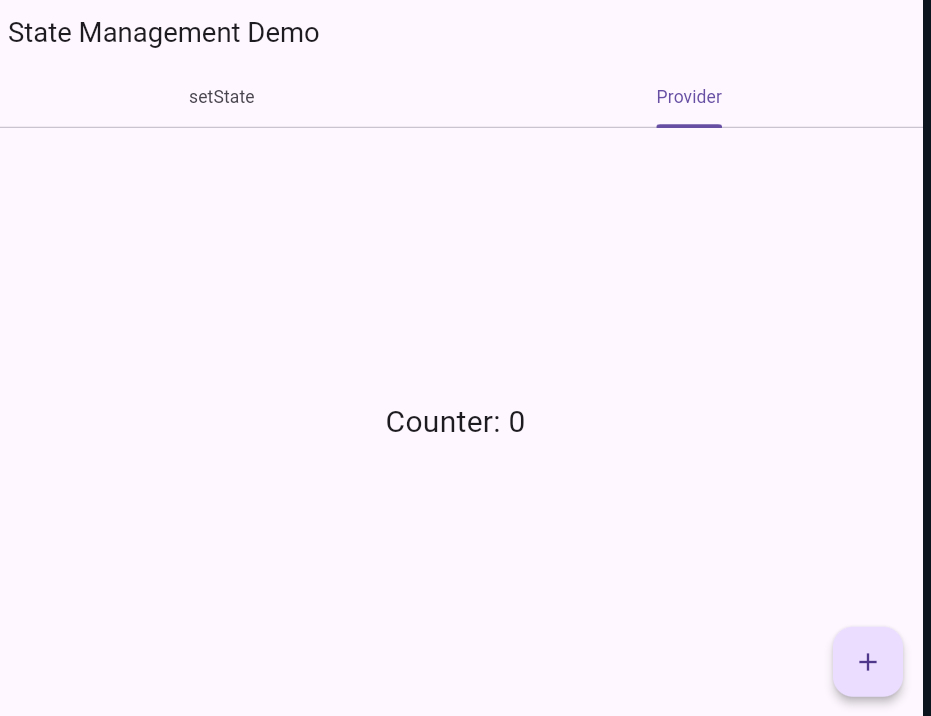 State Management Demo
setState
Provider
Counter: 0
+